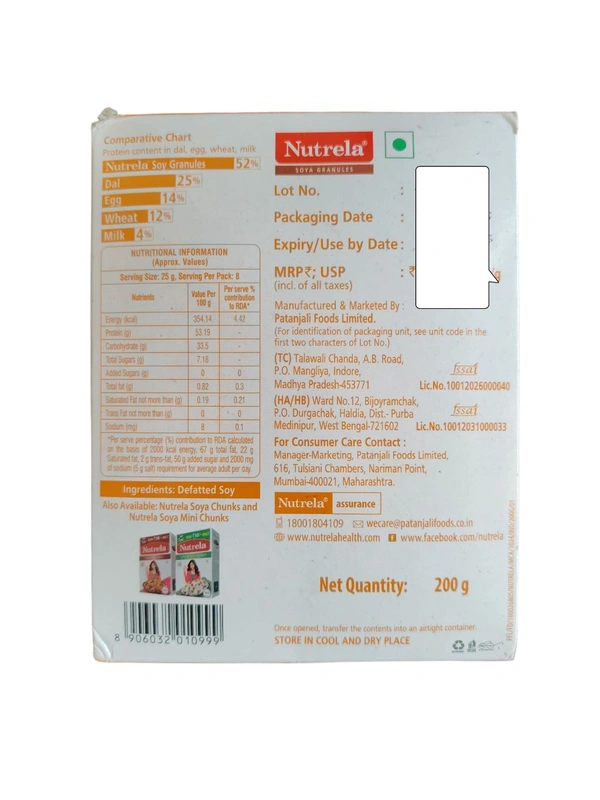 Comparative Chart
Protein content in dal, egg, wheat, milk
Nutrela Soy Granules 52%
Dal 25%
Egg 14%
Wheat 12%
Milk 4%
NUTRITIONAL INFORMATION
(Approx. Values)
Serving Size: 25 g, Serving Per Pack: 8
Nutrients Value Per 100 g Per serve % contribution to RDA*
Energy (kcal) 354.14 4.42
Protein (g) 53.19 -
Carbohydrate (g) 33.5 -
Total Sugars (g) 7.18 -
Added Sugars (g) 0 0
Total fat (g) 0.82 0.3
Saturated Fat not more than (g) 0.19 0.21
Trans Fat not more than (g) 0 0
Sodium (mg) 8 0.1
*Per serve percentage (%) contribution to RDA calculated
on the basis of 2000 kcal energy, 67 g total fat, 22 g
Saturated fat, 2 g trans-fat, 50 g added sugar and 2000 mg
of sodium (5 g salt) requirement for average adult per day.
Ingredients: Defatted Soy
Also Available: Nutrela Soya Chunks and
Nutrela Soya Mini Chunks
Nutrela Nutrela
8 906032 010999
Nutrela®
SOYA GRANULES
Lot No. :
Packaging Date :
Expiry/Use by Date :
MRP₹; USP : ₹
(incl. of all taxes)
Manufactured & Marketed By :
Patanjali Foods Limited.
(For identification of packaging unit, see unit code in the
first two characters of Lot No.)
(TC) Talawali Chanda, A.B. Road,
P.O. Mangliya, Indore,
Madhya Pradesh-453771
fssai
Lic.No.10012026000040
(HA/HB) Ward No.12, Bijoyramchak,
P.O. Durgachak, Haldia, Dist.- Purba
Medinipur, West Bengal-721602
fssai
Lic.No.10012031000033
For Consumer Care Contact :
Manager-Marketing, Patanjali Foods Limited,
616, Tulsiani Chambers, Nariman Point,
Mumbai-400021, Maharashtra.
Nutrela® assurance
18001804109 wecare@patanjalifoods.co.in
www.nutrelahealth.com www.facebook.com/nutrela
Net Quantity: 200 g
Once opened, transfer the contents into an airtight container.
STORE IN COOL AND DRY PLACE